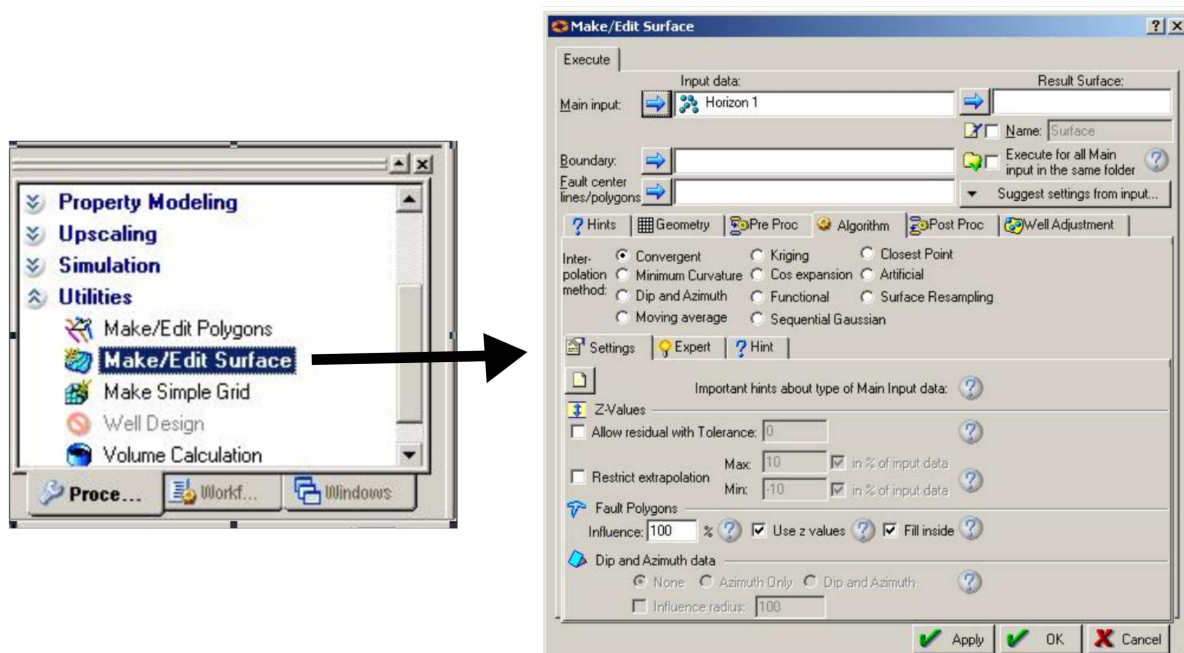 Property Modeling
Upscaling
Simulation
Utilities
Make/Edit Polygons
Make/Edit Surface
Make Simple Grid
Well Design
Volume Calculation
Proce... Workf... Windows
Make/Edit Surface
Execute
Input data: Result Surface:
Main input: Horizon 1
Name: Surface
Boundary: Execute for all Main
input in the same folder
Fault center
lines/polygons Suggest settings from input...
Hints Geometry Pre Proc Algorithm Post Proc Well Adjustment
Inter- Convergent Kriging Closest Point
polation Minimum Curvature Cos expansion Artificial
method: Dip and Azimuth Functional Surface Resampling
Moving average Sequential Gaussian
Settings Expert Hint
Important hints about type of Main Input data:
Z-Values
Allow residual with Tolerance: 0
Max: 10 in % of input data
Restrict extrapolation
Min: -10 in % of input data
Fault Polygons
Influence: 100 % Use z values Fill inside
Dip and Azimuth data
None Azimuth Only Dip and Azimuth
Influence radius: 100
Apply OK Cancel